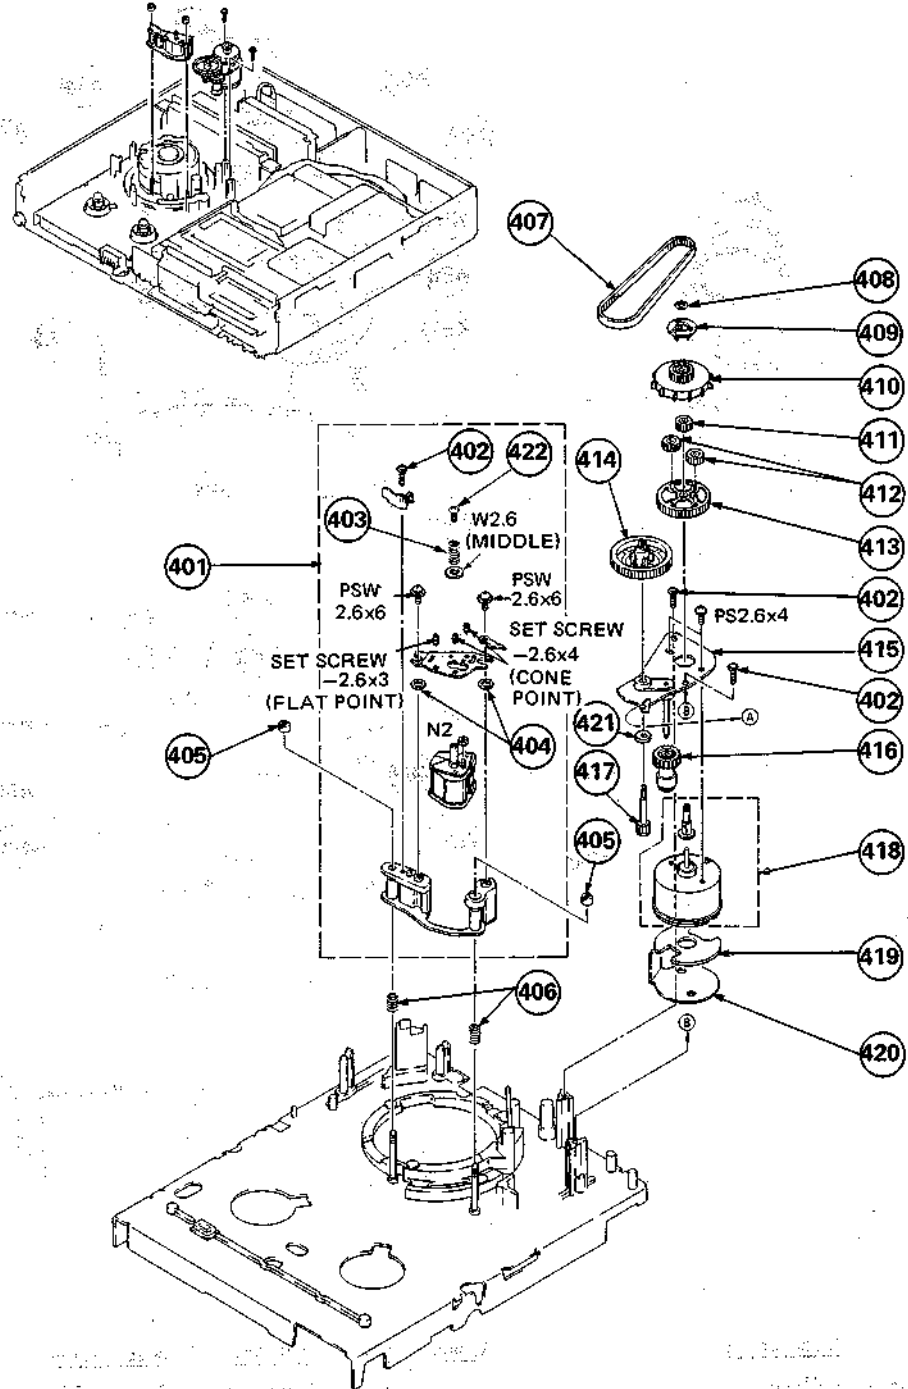 407
408
409
410
411
412
413
414
402
422
403
W2.6
(MIDDLE)
401
PSW
2.6x6
PSW
2.6x6
402
PS2.6x4
SET SCREW
–2.6x4
(CONE
POINT)
SET SCREW
–2.6x3
(FLAT POINT)
415
402
B
A
405
N2
404
421
416
417
405
418
419
406
B
420